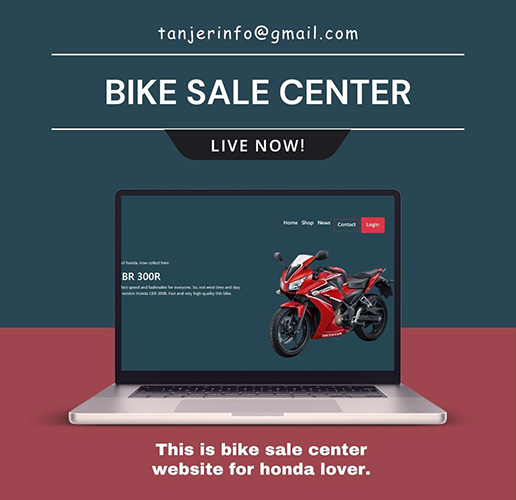 tanjerinfo@gmail.com
BIKE SALE CENTER
LIVE NOW!
Home Shop News Contact Login
of honda, now collect here.
BR 300R
fect speed and fashionable for everyone. So, not west time and stay
version Honda CBR 300R. Fast and very high quality this bike.
HONDA
This is bike sale center
website for honda lover.